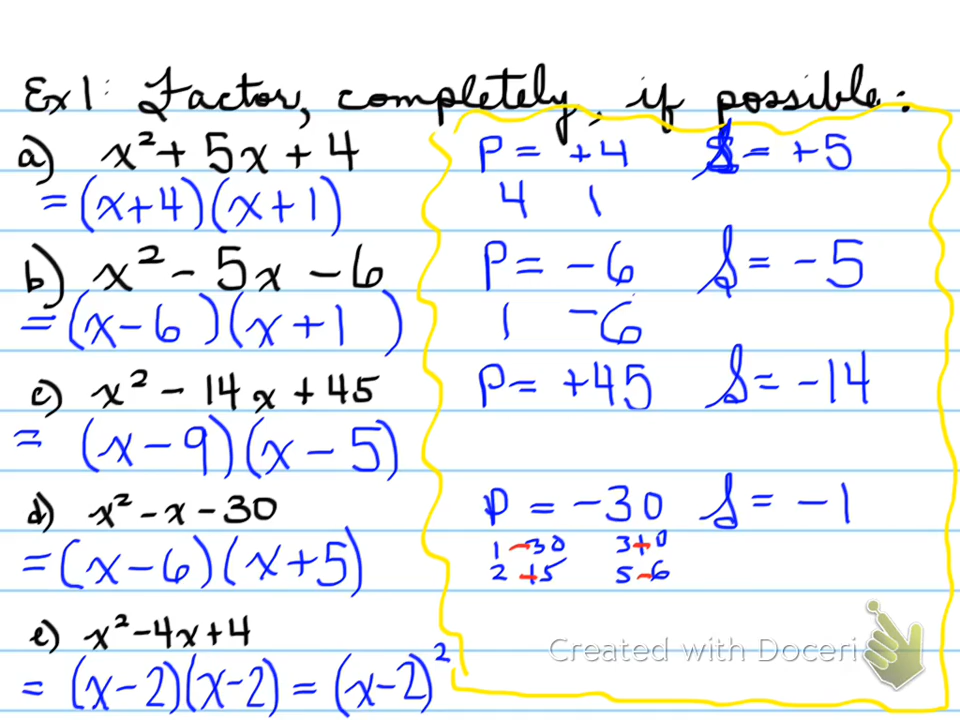 Ex1: Factor, completely, if possible:
a) x² + 5x + 4 P = +4 S = +5
= (x+4)(x+1) 4 1
b) x² - 5x - 6 P = -6 S = -5
= (x-6)(x+1) 1 -6
c) x² - 14x + 45 P = +45 S = -14
= (x-9)(x-5)
d) x² - x - 30 P = -30 S = -1
1 -30 3 10
= (x-6)(x+5) 2 15 5 -6
e) x² - 4x + 4
Created with Doceri
= (x-2)(x-2) = (x-2)²